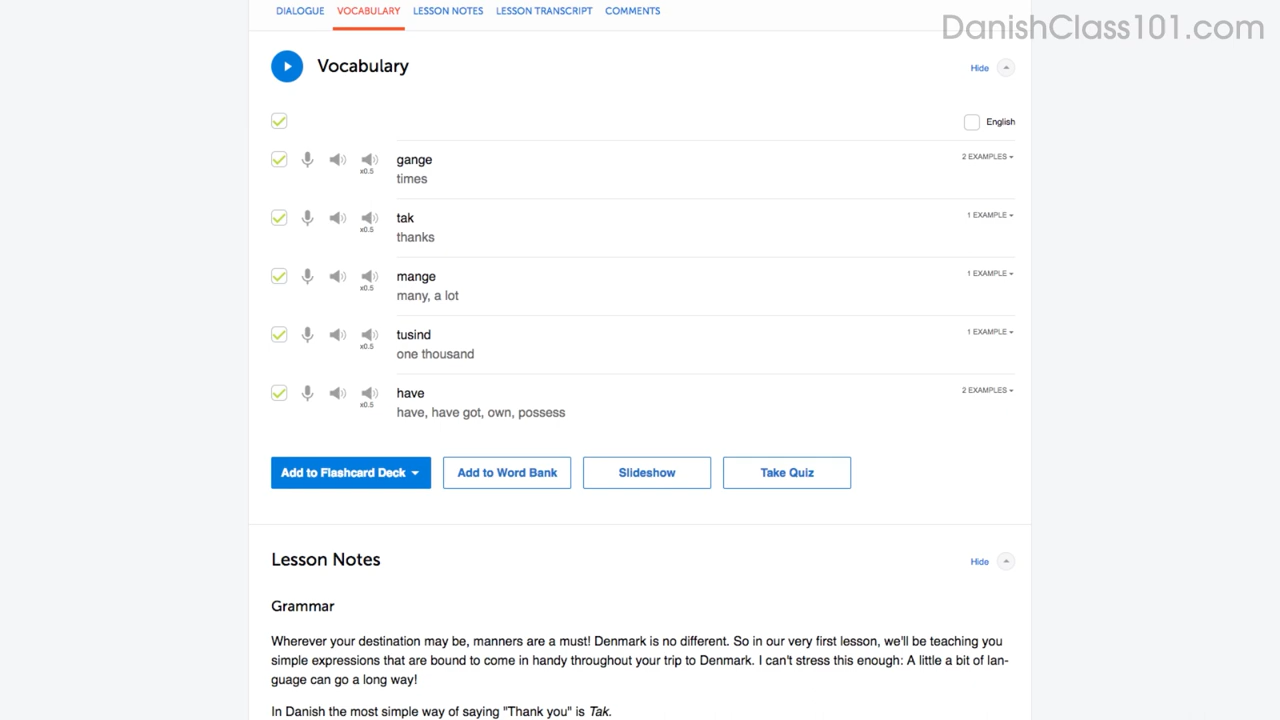 DanishClass101.com
DIALOGUE VOCABULARY LESSON NOTES LESSON TRANSCRIPT COMMENTS
Vocabulary
Hide
English
gange
2 EXAMPLES
times
x0.5
tak
1 EXAMPLE
thanks
x0.5
mange
1 EXAMPLE
many, a lot
x0.5
tusind
1 EXAMPLE
one thousand
x0.5
have
2 EXAMPLES
have, have got, own, possess
x0.5
Add to Flashcard Deck Add to Word Bank Slideshow Take Quiz
Lesson Notes
Hide
Grammar
Wherever your destination may be, manners are a must! Denmark is no different. So in our very first lesson, we'll be teaching you
simple expressions that are bound to come in handy throughout your trip to Denmark. I can't stress this enough: A little a bit of lan-
guage can go a long way!
In Danish the most simple way of saying "Thank you" is Tak.